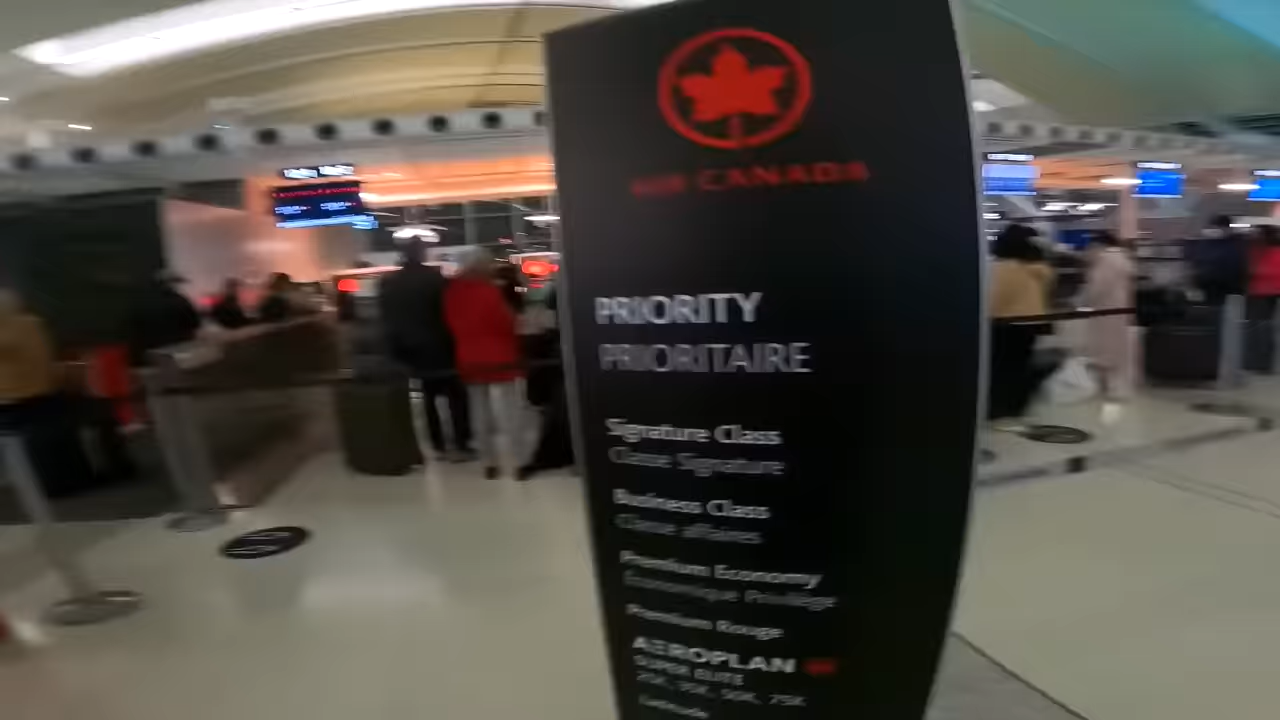 AIR CANADA
PRIORITY
PRIORITAIRE
Signature Class
Classe Signature
Business Class
Classe affaires
Premium Economy
Économique Privilège
Premium Rouge
AEROPLAN
SUPER ELITE
25K, 35K, 50K, 75K